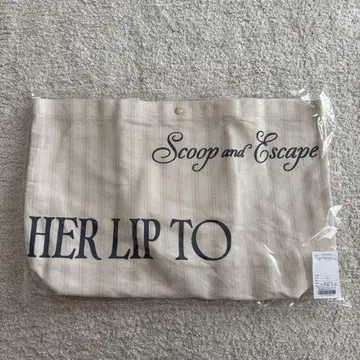 Scoop and Escape
HER LIP TO